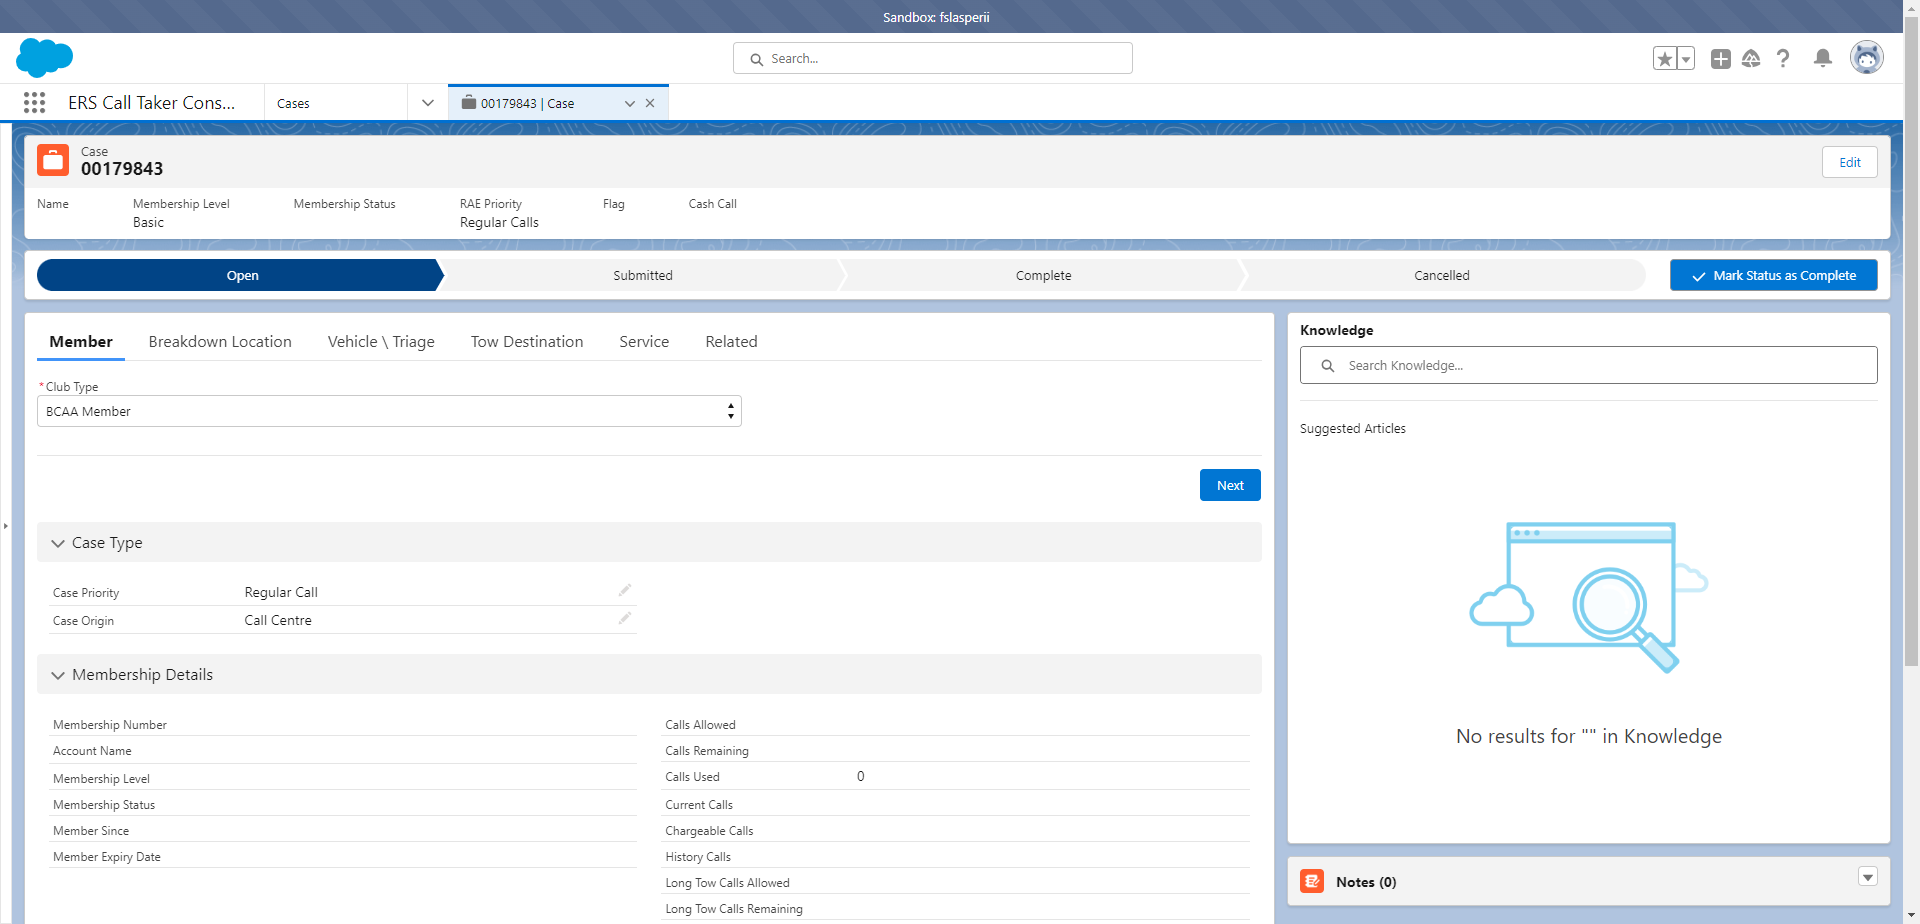 Sandbox: fslasperii
Search...
ERS Call Taker Cons...
Cases
00179843 | Case
Case
00179843
Edit
Name
Membership Level
Membership Status
RAE Priority
Flag
Cash Call
Basic
Regular Calls
Open
Submitted
Complete
Cancelled
Mark Status as Complete
Member
Breakdown Location
Vehicle \ Triage
Tow Destination
Service
Related
*Club Type
BCAA Member
Next
Case Type
Case Priority
Regular Call
Case Origin
Call Centre
Membership Details
Membership Number
Account Name
Membership Level
Membership Status
Member Since
Member Expiry Date
Calls Allowed
Calls Remaining
Calls Used
0
Current Calls
Chargeable Calls
History Calls
Long Tow Calls Allowed
Long Tow Calls Remaining
Knowledge
Search Knowledge...
Suggested Articles
No results for "" in Knowledge
Notes (0)